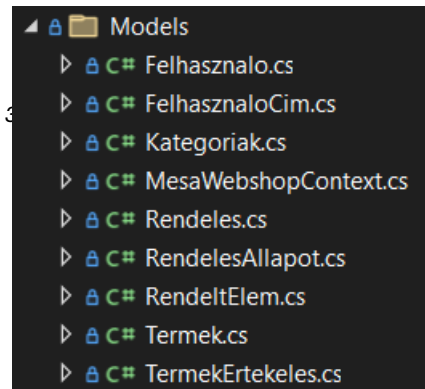 Models
C# Felhasznalo.cs
C# FelhasznaloCim.cs
C# Kategoriak.cs
C# MesaWebshopContext.cs
C# Rendeles.cs
C# RendelesAllapot.cs
C# RendeltElem.cs
C# Termek.cs
C# TermekErtekeles.cs